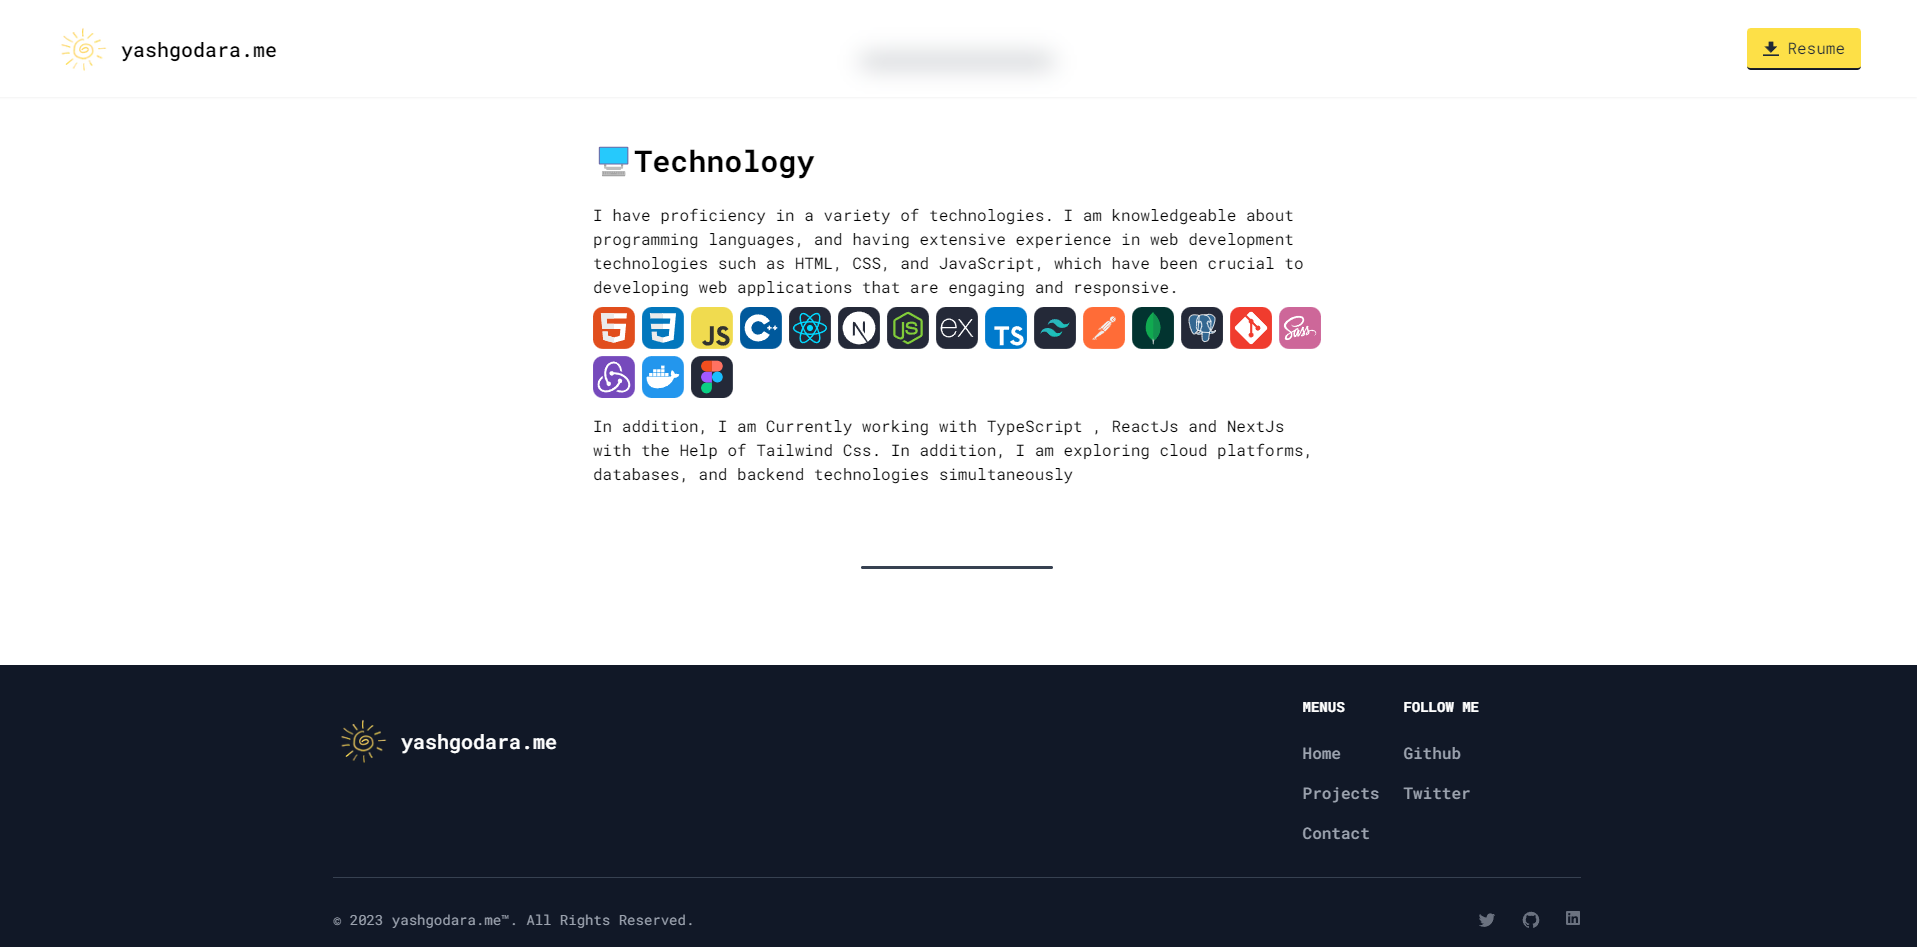 yashgodara.me
Resume
Technology
I have proficiency in a variety of technologies. I am knowledgeable about
programming languages, and having extensive experience in web development
technologies such as HTML, CSS, and JavaScript, which have been crucial to
developing web applications that are engaging and responsive.
JS
C++
N
JS
EX
TS
Sass
In addition, I am Currently working with TypeScript , ReactJs and NextJs
with the Help of Tailwind Css. In addition, I am exploring cloud platforms,
databases, and backend technologies simultaneously
yashgodara.me
MENUS
Home
Projects
Contact
FOLLOW ME
Github
Twitter
© 2023 yashgodara.me™. All Rights Reserved.
in